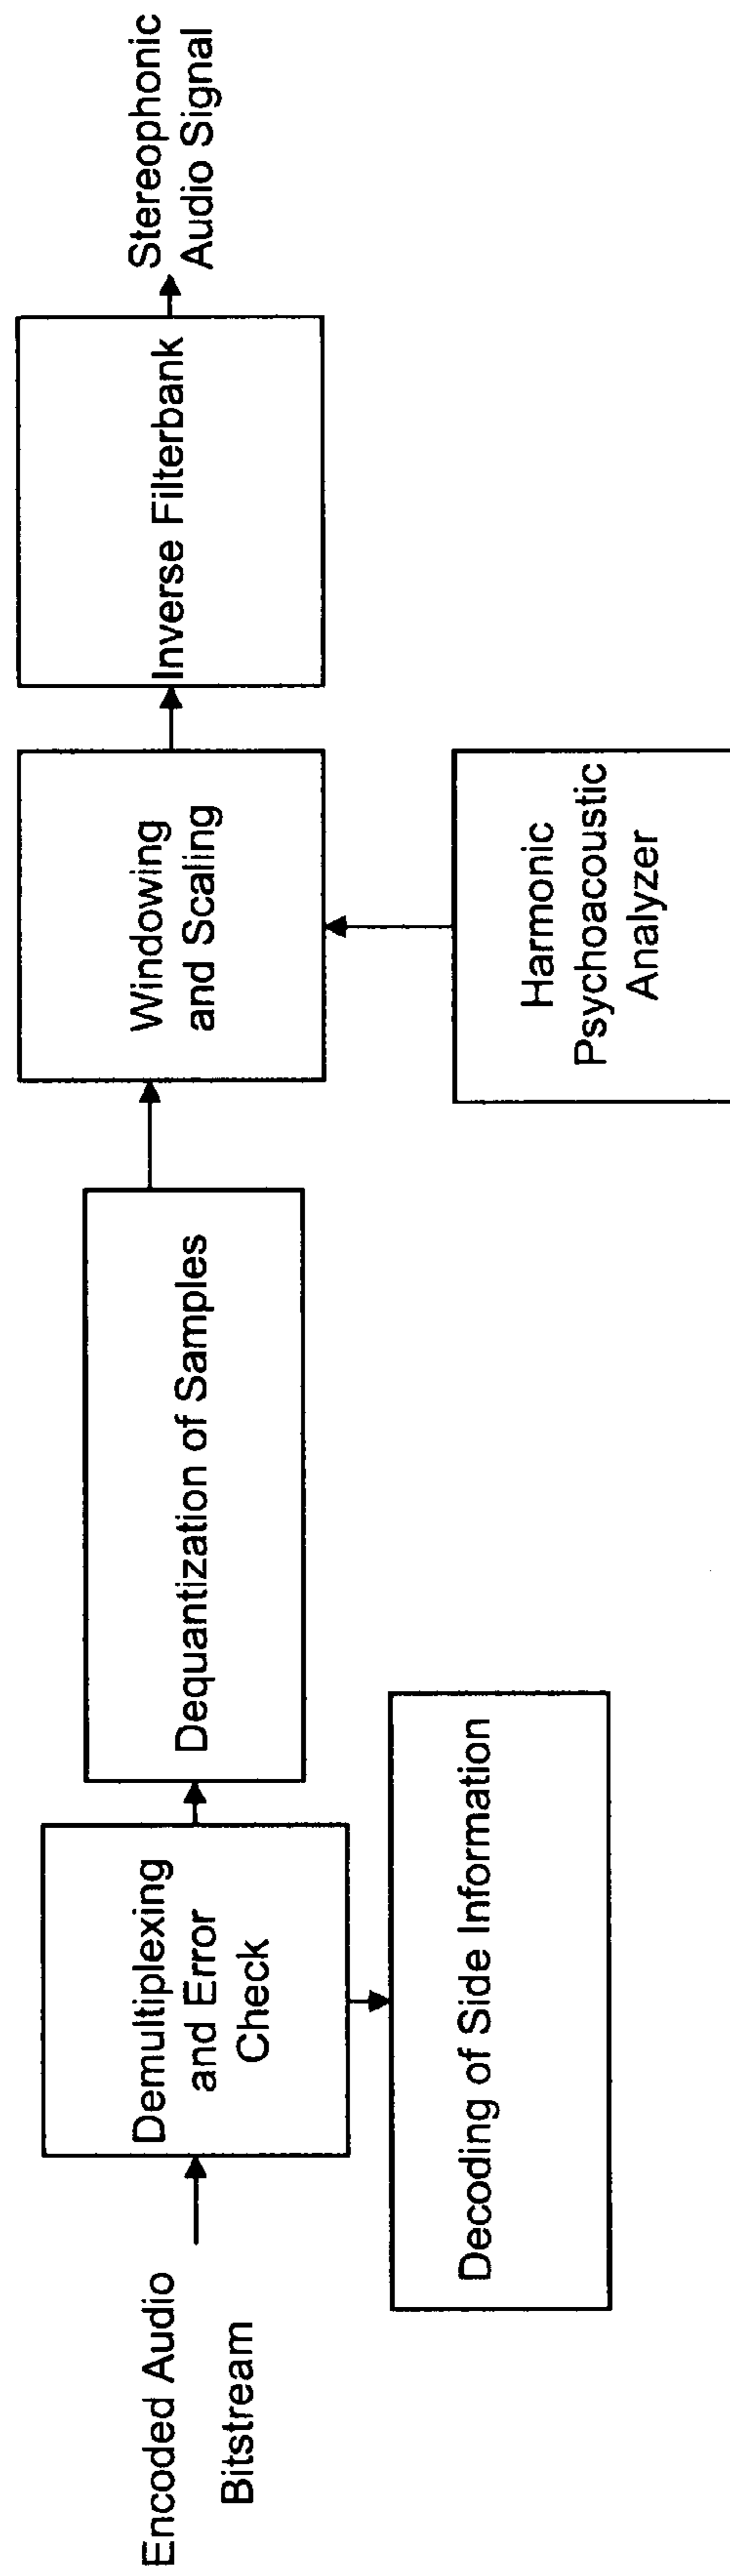 Encoded Audio
Bitstream
Demultiplexing
and Error
Check
Decoding of Side Information
Dequantization of Samples
Windowing
and Scaling
Harmonic
Psychoacoustic
Analyzer
Inverse Filterbank
Stereophonic
Audio Signal